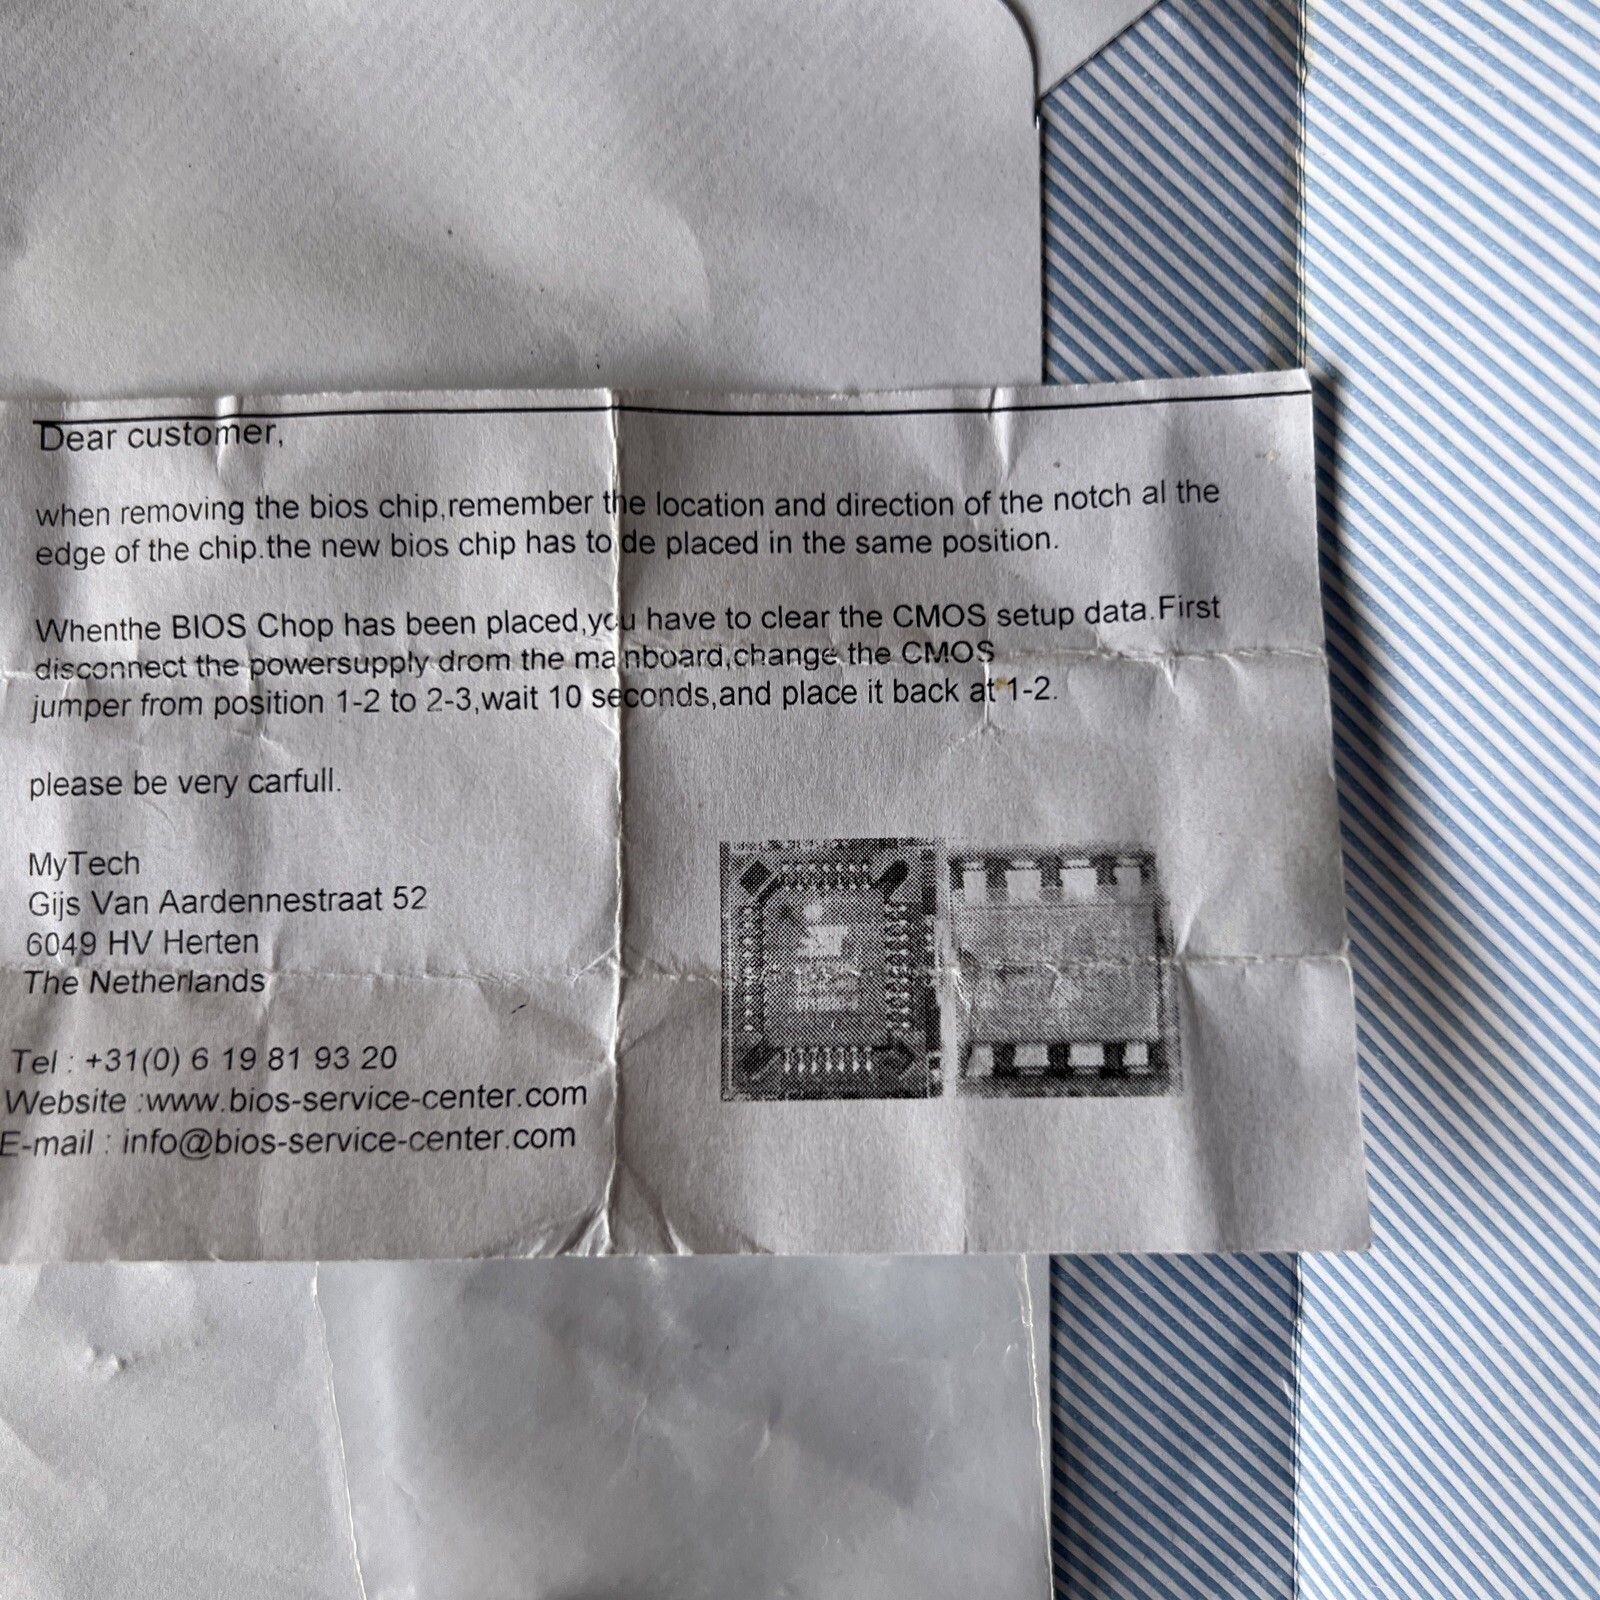 Dear customer,
when removing the bios chip,remember the location and direction of the notch al the
edge of the chip.the new bios chip has to de placed in the same position.
Whenthe BIOS Chop has been placed,you have to clear the CMOS setup data.First
disconnect the powersupply drom the mainboard,change the CMOS
jumper from position 1-2 to 2-3,wait 10 seconds,and place it back at 1-2.
please be very carfull.
MyTech
Gijs Van Aardennestraat 52
6049 HV Herten
The Netherlands
Tel : +31(0) 6 19 81 93 20
Website :www.bios-service-center.com
E-mail : info@bios-service-center.com